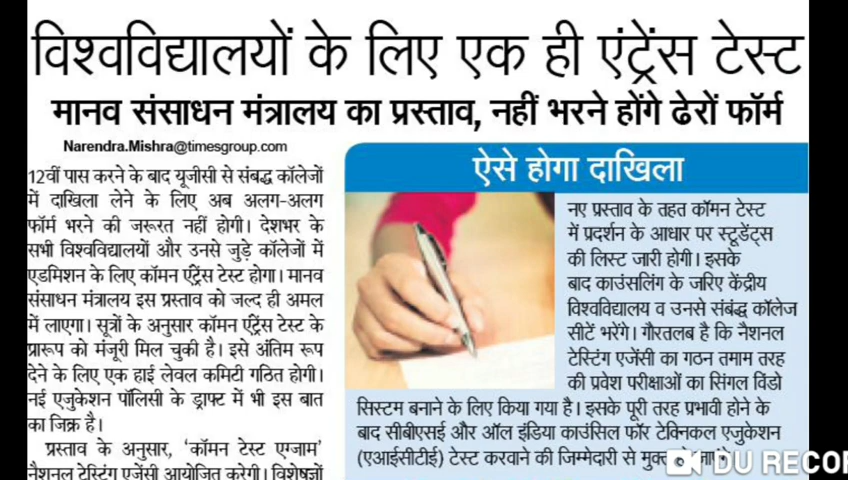 विश्वविद्यालयों के लिए एक ही एंट्रेंस टेस्ट
मानव संसाधन मंत्रालय का प्रस्ताव, नहीं भरने होंगे ढेरों फॉर्म
Narendra.Mishra@timesgroup.com
12वीं पास करने के बाद यूजीसी से संबद्ध कॉलेजों
में दाखिला लेने के लिए अब अलग-अलग
फॉर्म भरने की जरूरत नहीं होगी। देशभर के
सभी विश्वविद्यालयों और उनसे जुड़े कॉलेजों में
एडमिशन के लिए कॉमन एंट्रेंस टेस्ट होगा। मानव
संसाधन मंत्रालय इस प्रस्ताव को जल्द ही अमल
में लाएगा। सूत्रों के अनुसार कॉमन एंट्रेंस टेस्ट के
प्रारूप को मंजूरी मिल चुकी है। इसे अंतिम रूप
देने के लिए एक हाई लेवल कमिटी गठित होगी।
नई एजुकेशन पॉलिसी के ड्राफ्ट में भी इस बात
का जिक्र है।
प्रस्ताव के अनुसार, ‘कॉमन टेस्ट एग्जाम’
नैशनल टेस्टिंग एजेंसी आयोजित करेगी। विशेषज्ञों
ऐसे होगा दाखिला
नए प्रस्ताव के तहत कॉमन टेस्ट
में प्रदर्शन के आधार पर स्टूडेंट्स
की लिस्ट जारी होगी। इसके
बाद काउंसलिंग के जरिए केंद्रीय
विश्वविद्यालय व उनसे संबंद्ध कॉलेज
सीटें भरेंगे। गौरतलब है कि नैशनल
टेस्टिंग एजेंसी का गठन तमाम तरह
की प्रवेश परीक्षाओं का सिंगल विंडो
सिस्टम बनाने के लिए किया गया है। इसके पूरी तरह प्रभावी होने के
बाद सीबीएसई और ऑल इंडिया काउंसिल फॉर टेक्निकल एजुकेशन
(एआईसीटीई) टेस्ट करवाने की जिम्मेदारी से मुक्त
DU RECOR